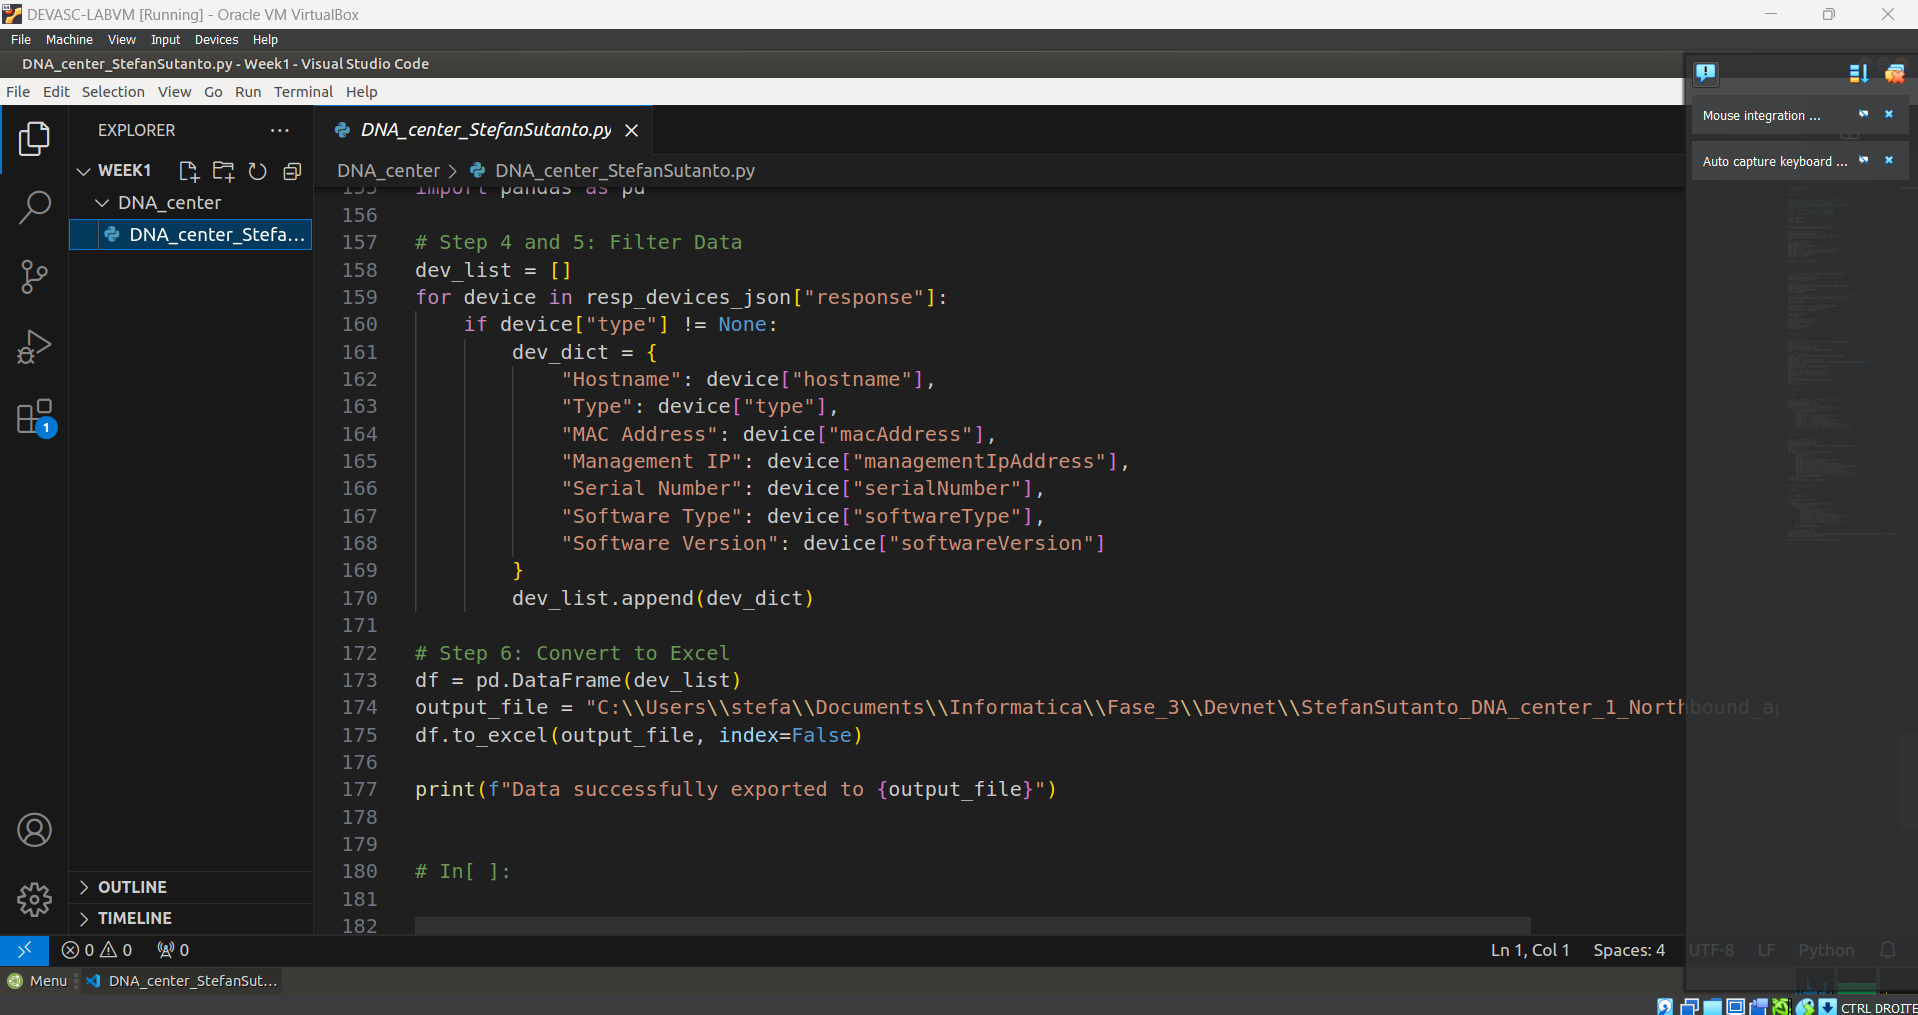 DEVASC-LABVM [Running] - Oracle VM VirtualBox
File Machine View Input Devices Help
DNA_center_StefanSutanto.py - Week1 - Visual Studio Code
File Edit Selection View Go Run Terminal Help
Mouse integration ...
Auto capture keyboard ...
EXPLORER
WEEK1
DNA_center
DNA_center_Stefa...
1
OUTLINE
TIMELINE
DNA_center_StefanSutanto.py
DNA_center > DNA_center_StefanSutanto.py
155 import pandas as pd
156
157 # Step 4 and 5: Filter Data
158 dev_list = []
159 for device in resp_devices_json["response"]:
160     if device["type"] != None:
161         dev_dict = {
162             "Hostname": device["hostname"],
163             "Type": device["type"],
164             "MAC Address": device["macAddress"],
165             "Management IP": device["managementIpAddress"],
166             "Serial Number": device["serialNumber"],
167             "Software Type": device["softwareType"],
168             "Software Version": device["softwareVersion"]
169         }
170         dev_list.append(dev_dict)
171
172 # Step 6: Convert to Excel
173 df = pd.DataFrame(dev_list)
174 output_file = "C:\\Users\\stefa\\Documents\\Informatica\\Fase_3\\Devnet\\StefanSutanto_DNA_center_1_Northbound_ap
175 df.to_excel(output_file, index=False)
176
177 print(f"Data successfully exported to {output_file}")
178
179
180 # In[ ]:
181
182
0 0 0
Ln 1, Col 1 Spaces: 4 UTF-8 LF Python
Menu DNA_center_StefanSut...
CTRL DROITE